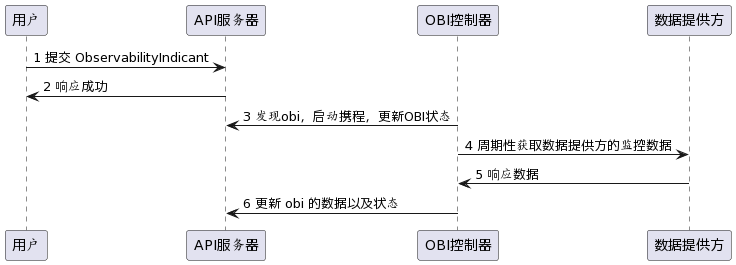 用户
API服务器
OBI控制器
数据提供方
1 提交 ObservabilityIndicant
2 响应成功
3 发现obi，启动携程，更新OBI状态
4 周期性获取数据提供方的监控数据
5 响应数据
6 更新 obi 的数据以及状态
用户
API服务器
OBI控制器
数据提供方